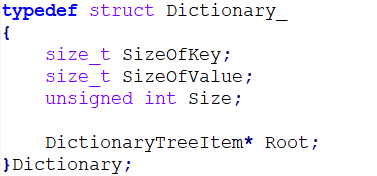 typedef struct Dictionary_
{
    size_t SizeOfKey;
    size_t SizeOfValue;
    unsigned int Size;

    DictionaryTreeItem* Root;
}Dictionary;